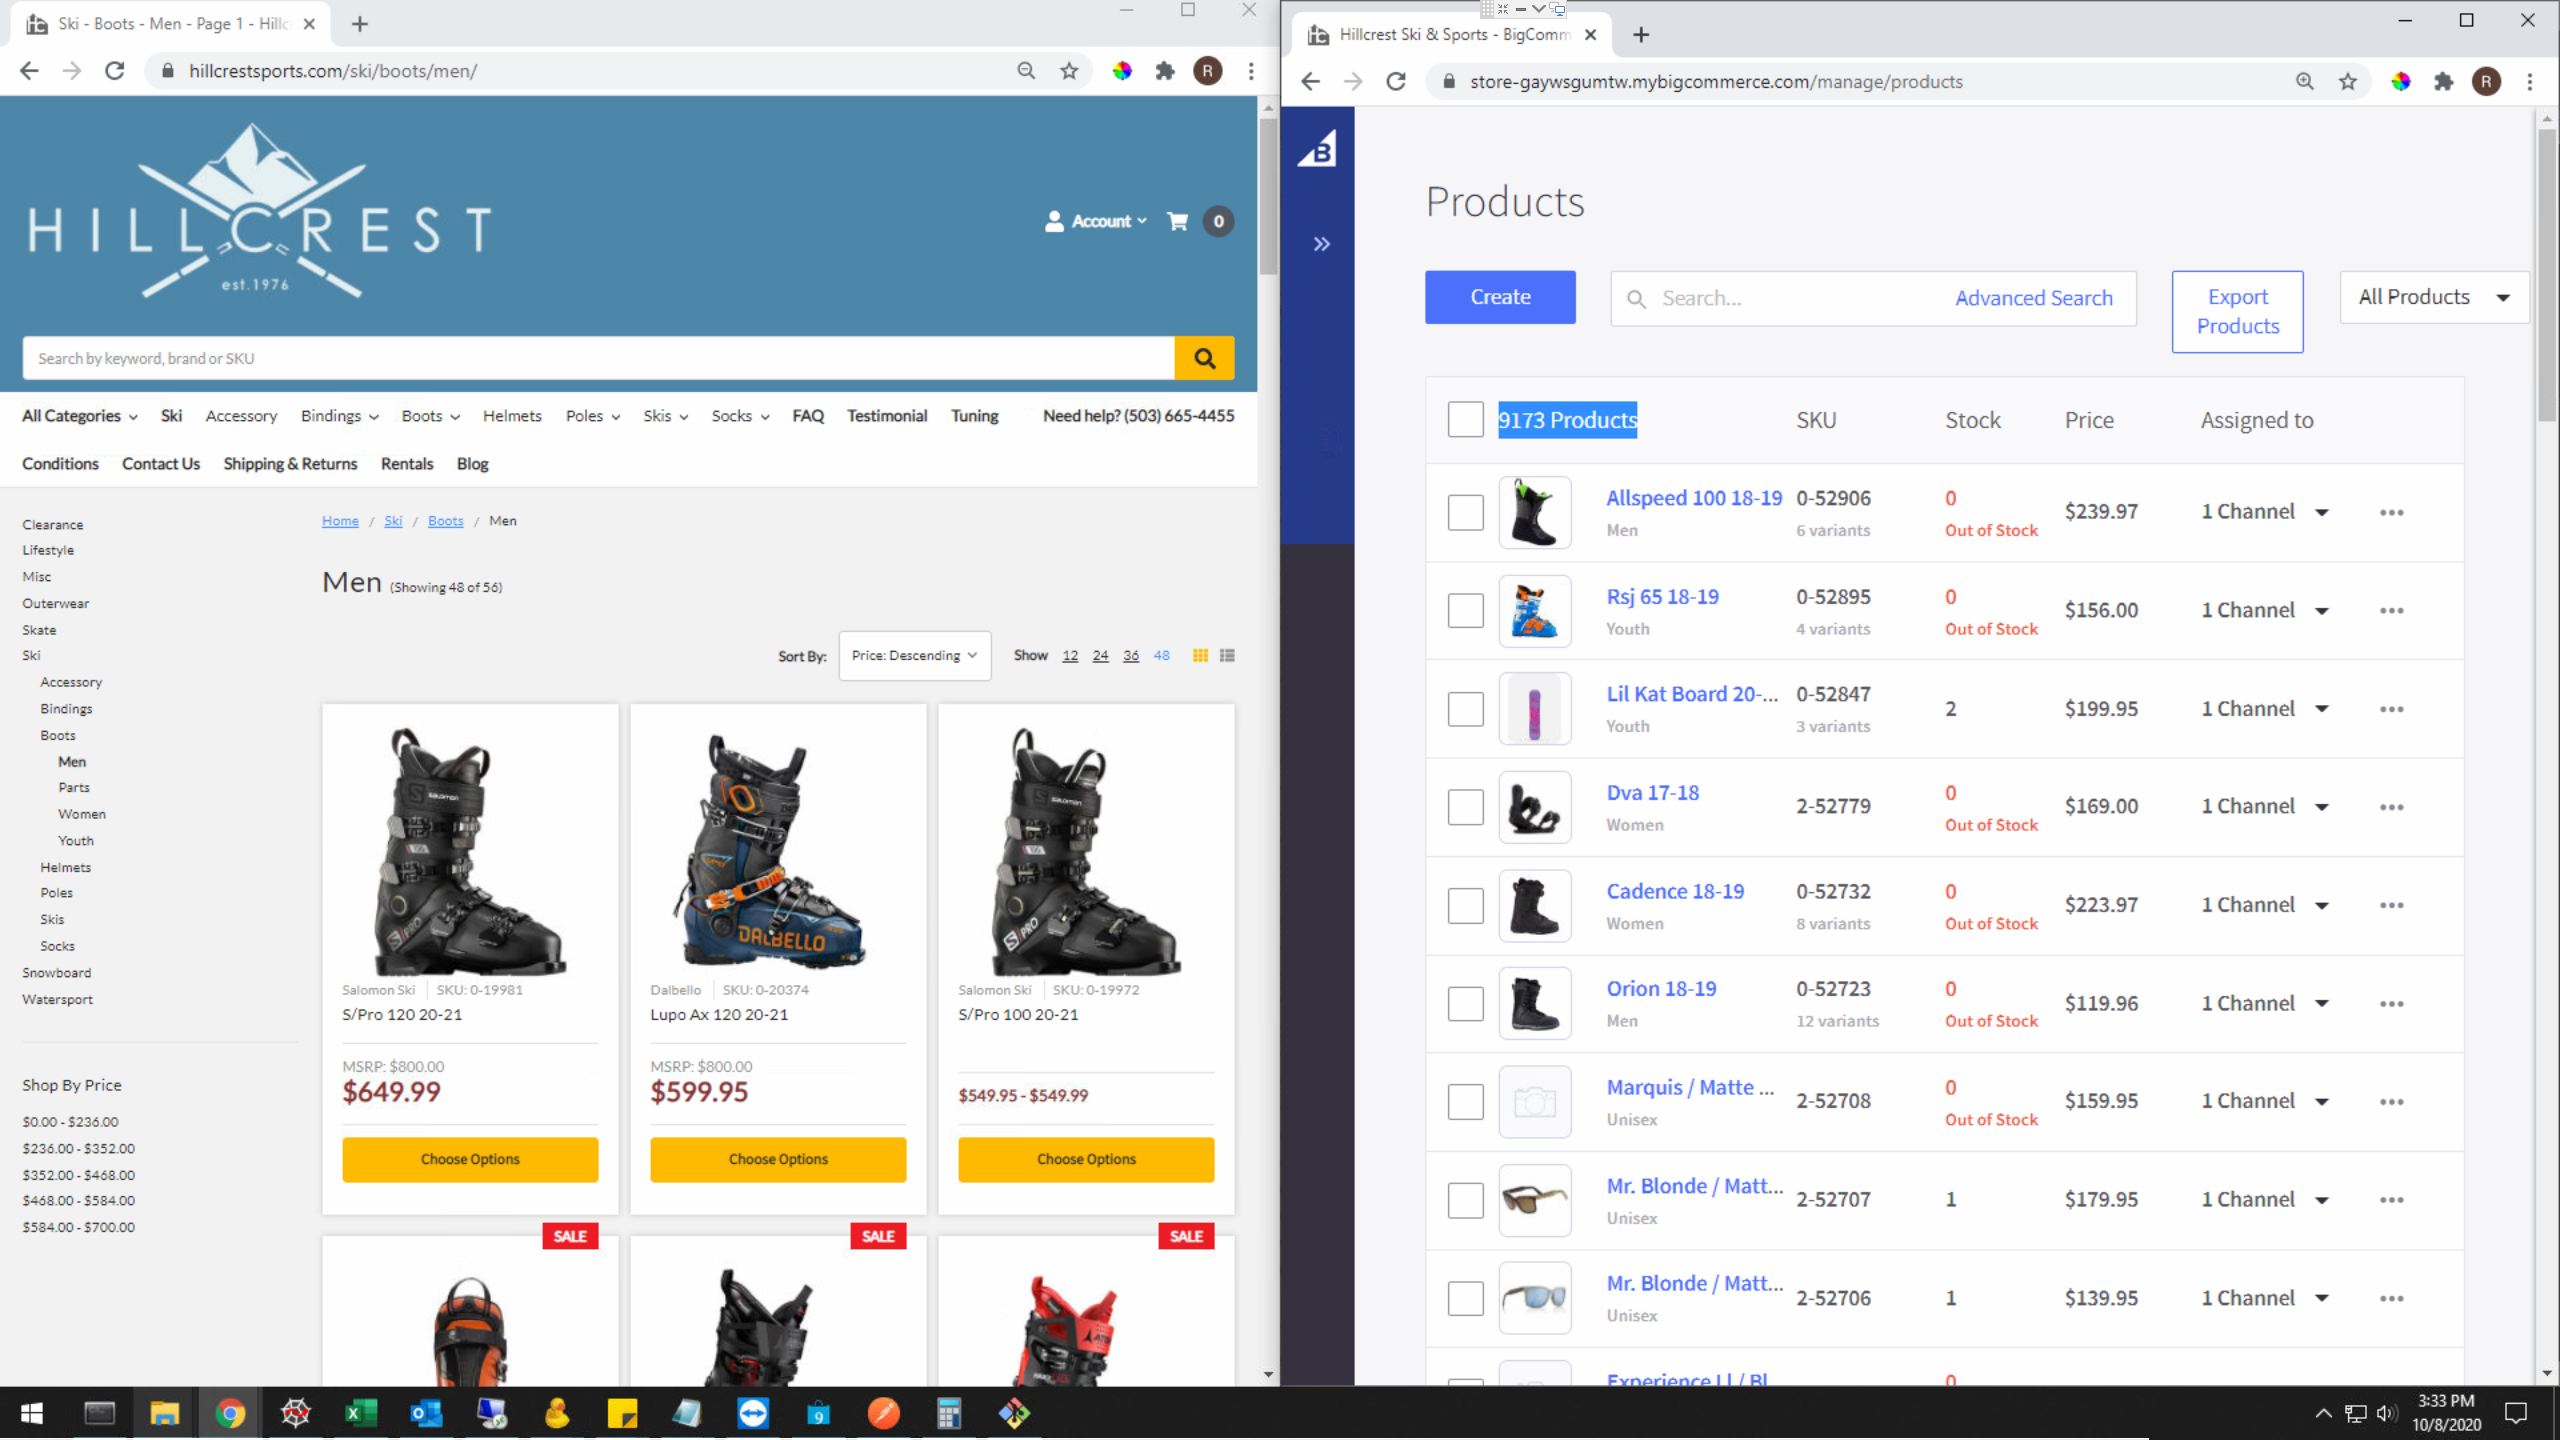 Ski - Boots - Men - Page 1 - Hillc
hillcrestsports.com/ski/boots/men/
R
HILLCREST
est.1976
Account
0
Search by keyword, brand or SKU
All Categories Ski Accessory Bindings Boots Helmets Poles Skis Socks FAQ Testimonial Tuning Need help? (503) 665-4455
Conditions Contact Us Shipping & Returns Rentals Blog
Clearance
Lifestyle
Misc
Outerwear
Skate
Ski
Accessory
Bindings
Boots
Men
Parts
Women
Youth
Helmets
Poles
Skis
Socks
Snowboard
Watersport
Shop By Price
$0.00 - $236.00
$236.00 - $352.00
$352.00 - $468.00
$468.00 - $584.00
$584.00 - $700.00
Home / Ski / Boots / Men
Men (Showing 48 of 56)
Sort By: Price: Descending Show 12 24 36 48
Salomon Ski SKU: 0-19981
S/Pro 120 20-21
MSRP: $800.00
$649.99
Choose Options
DALBELLO
Dalbello SKU: 0-20374
Lupo Ax 120 20-21
MSRP: $800.00
$599.95
Choose Options
Salomon Ski SKU: 0-19972
S/Pro 100 20-21
$549.95 - $549.99
Choose Options
SALE
SALE
SALE
Hillcrest Ski & Sports - BigComm
store-gaywsgumtw.mybigcommerce.com/manage/products
R
B
Products
Create
Search...
Advanced Search
Export
Products
All Products
9173 Products SKU Stock Price Assigned to
Allspeed 100 18-19 0-52906 0 $239.97 1 Channel
Men 6 variants Out of Stock
Rsj 65 18-19 0-52895 0 $156.00 1 Channel
Youth 4 variants Out of Stock
Lil Kat Board 20-... 0-52847 2 $199.95 1 Channel
Youth 3 variants
Dva 17-18 2-52779 0 $169.00 1 Channel
Women Out of Stock
Cadence 18-19 0-52732 0 $223.97 1 Channel
Women 8 variants Out of Stock
Orion 18-19 0-52723 0 $119.96 1 Channel
Men 12 variants Out of Stock
Marquis / Matte ... 2-52708 0 $159.95 1 Channel
Unisex Out of Stock
Mr. Blonde / Matt... 2-52707 1 $179.95 1 Channel
Unisex
Mr. Blonde / Matt... 2-52706 1 $139.95 1 Channel
Unisex
Experience Ll / Bl 0
3:33 PM
10/8/2020